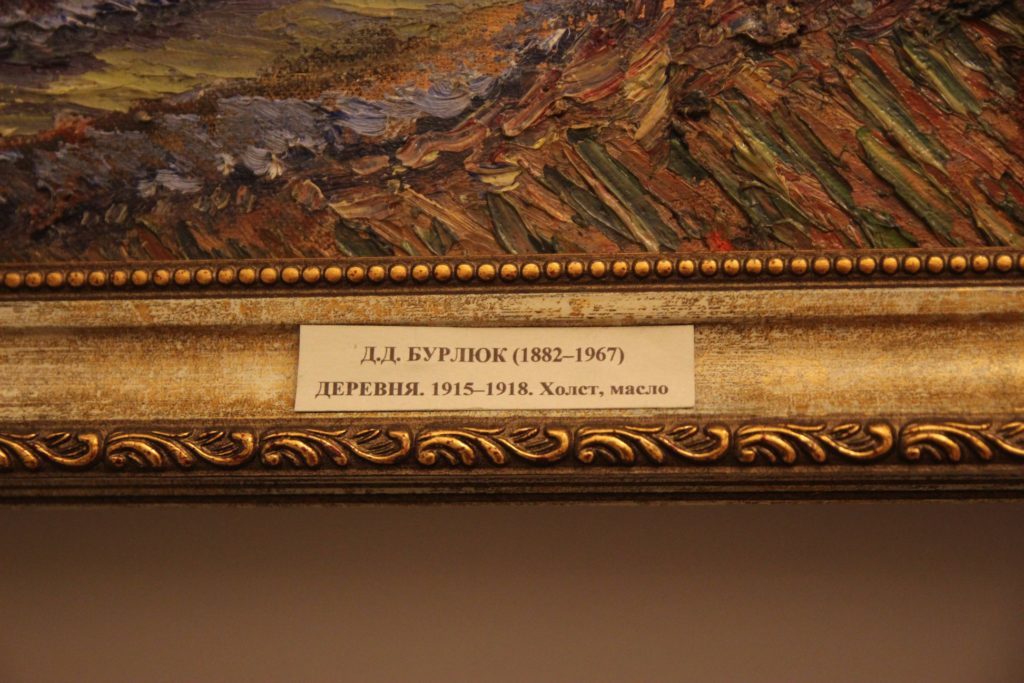 Д.Д. БУРЛЮК (1882–1967)
ДЕРЕВНЯ. 1915–1918. Холст, масло